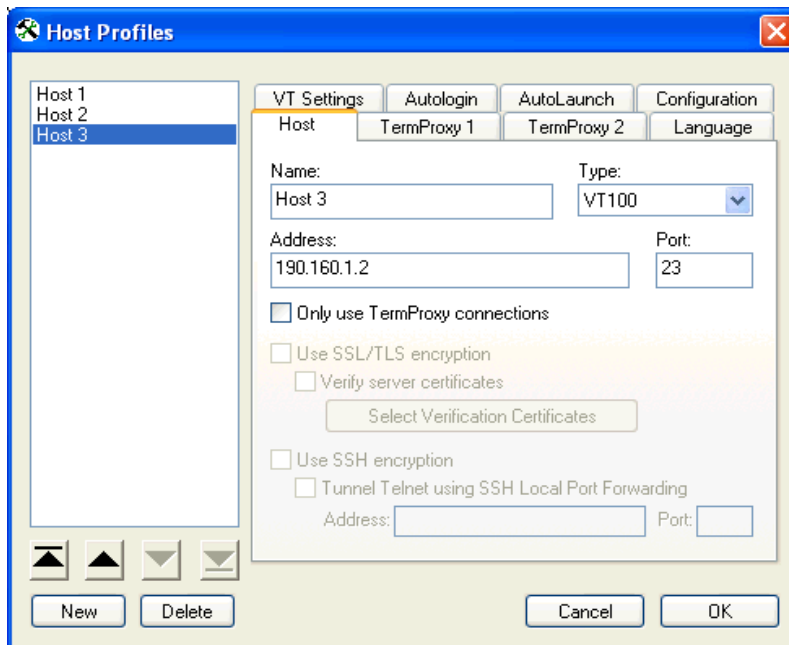 Host Profiles
Host 1
Host 2
Host 3
VT Settings Autologin AutoLaunch Configuration
Host TermProxy 1 TermProxy 2 Language
Name: Type:
Host 3 VT100
Address: Port:
190.160.1.2 23
Only use TermProxy connections
Use SSL/TLS encryption
Verify server certificates
Select Verification Certificates
Use SSH encryption
Tunnel Telnet using SSH Local Port Forwarding
Address: Port:
New Delete Cancel OK